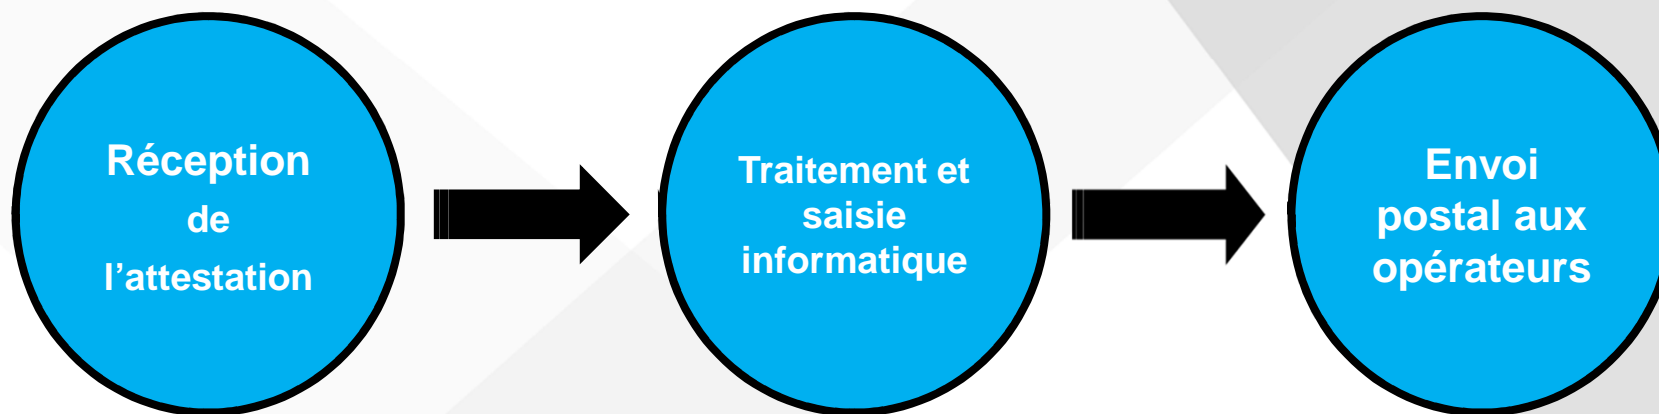 Réception
de
l’attestation
Traitement et
saisie
informatique
Envoi
postal aux
opérateurs